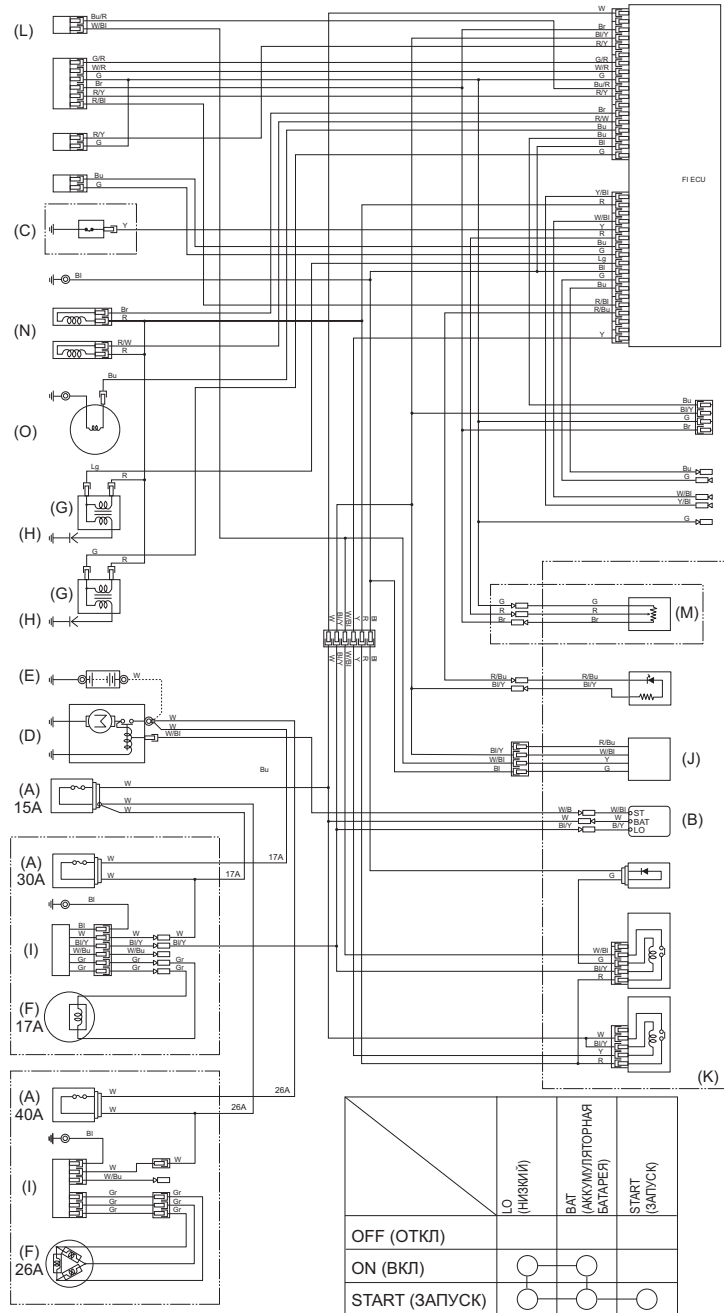 (L)
Bu/R
W/Bl
G/R
W/R
G
Br
R/Y
R/Bl
R/Y
G
Bu
G
(C)
Y
Bl
(N)
Br
R
R/W
R
(O)
Bu
(G)
Lg
R
(H)
(G)
G
R
(H)
(E)
W
(D)
W
W
W/Bl
Bu
(A)
15A
W
W
W
(A)
30A
W
W
17A
Bl
(I)
Bl
W
Bl/Y
W/Bu
Gr
Gr
W
Bl/Y
W/Bu
Gr
Gr
W
Bl/Y
Gr
Gr
(F)
17A
(A)
40A
W
W
26A
26A
Bl
(I)
W
W/Bu
W
Gr
Gr
Gr
Gr
Gr
Gr
(F)
26A
W
Br
Bl/Y
R/Y
G/R
W/R
G
Bu/R
R/Y
Br
R/W
Bu
Bu
Bl
G
FI ECU
Y/Bl
R
W/Bl
Y
R
Bu
G
Lg
Bl
G
Bu
R/Bl
R/Bu
Y
Bu
Bl/Y
G
Br
Bu
G
W/Bl
Y/Bl
G
W
Bl/Y
W/Bl
Y
R
Bl
W
Bl/Y
W/Bl
Y
R
Bl
G
R
Br
G
R
Br
(M)
R/Bu
Bl/Y
R/Bu
Bl/Y
Bl/Y
W/Bl
Bl
R/Bu
W/Bl
Y
G
(J)
W/B
W
Bl/Y
W/Bl
W
B/Y
ST
BAT
LO
(B)
G
W/Bl
G
Bl/Y
R
W
Bl/Y
Y
R
(K)
LO
(НИЗКИЙ)
BAT
(АККУМУЛЯТОРНАЯ
БАТАРЕЯ)
START
(ЗАПУСК)
OFF (ОТКЛ)
ON (ВКЛ)
START (ЗАПУСК)